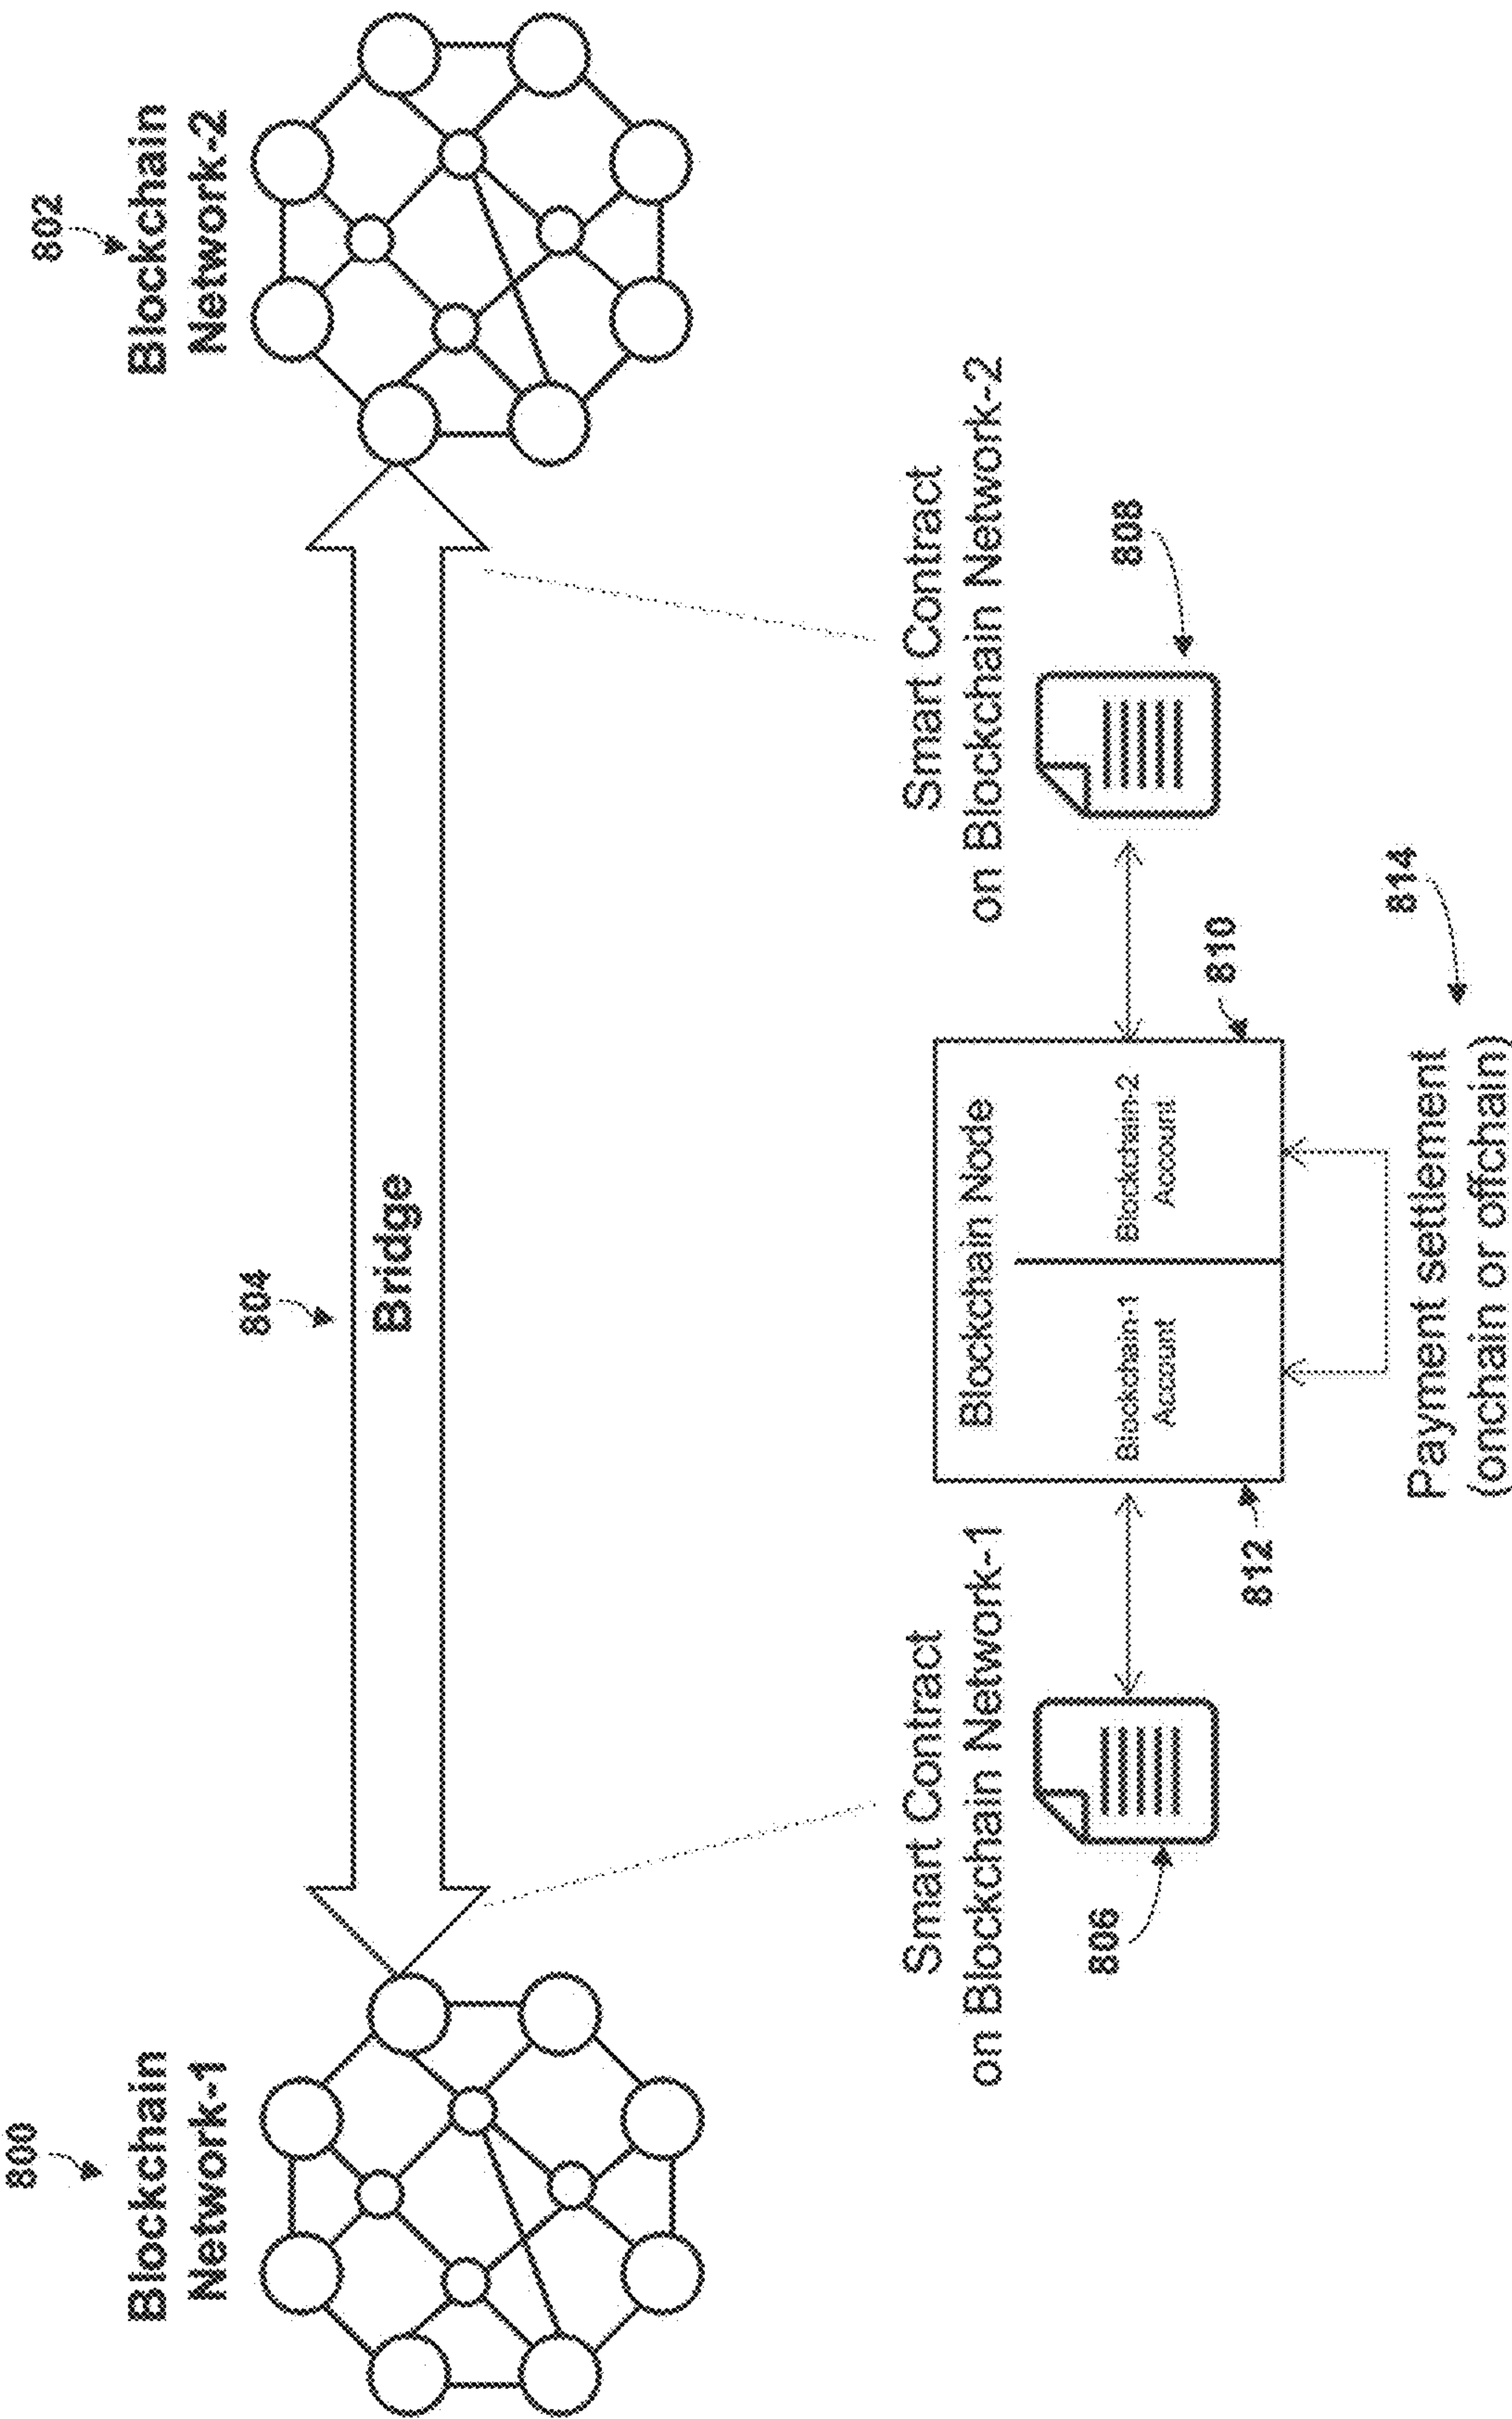 800
Blockchain
Network-1
804
Bridge
802
Blockchain
Network-2
Smart Contract
on Blockchain Network-1
806
Smart Contract
on Blockchain Network-2
808
Blockchain Node
Blockchain-1
Account
Blockchain-2
Account
812
810
Payment settlement
(onchain or offchain)
814